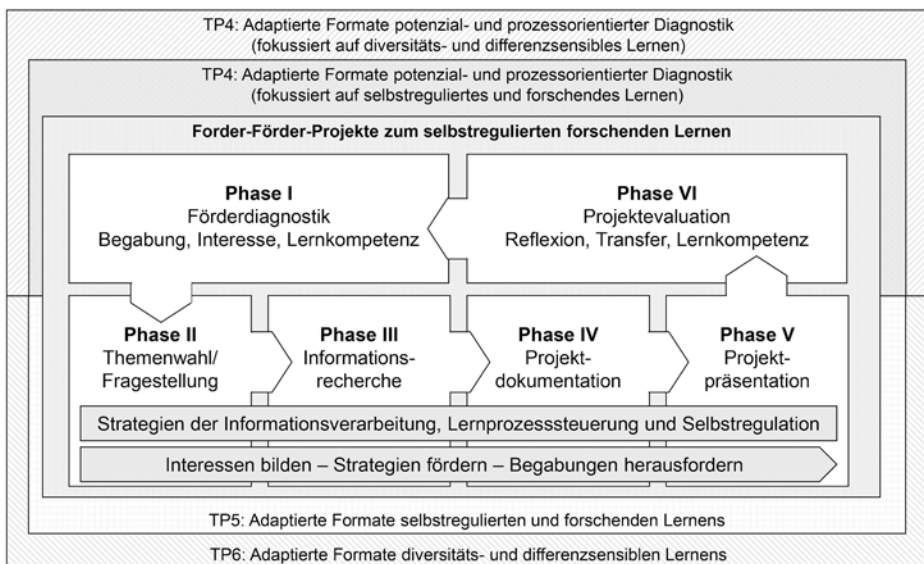 TP4: Adaptierte Formate potenzial- und prozessorientierter Diagnostik
(fokussiert auf diversitäts- und differenzsensibles Lernen)
TP4: Adaptierte Formate potenzial- und prozessorientierter Diagnostik
(fokussiert auf selbstreguliertes und forschendes Lernen)
Forder-Förder-Projekte zum selbstregulierten forschenden Lernen
Phase I
Förderdiagnostik
Begabung, Interesse, Lernkompetenz
Phase VI
Projektevaluation
Reflexion, Transfer, Lernkompetenz
Phase II
Themenwahl/
Fragestellung
Phase III
Informations-
recherche
Phase IV
Projekt-
dokumentation
Phase V
Projekt-
präsentation
Strategien der Informationsverarbeitung, Lernprozesssteuerung und Selbstregulation
Interessen bilden – Strategien fördern – Begabungen herausfordern
TP5: Adaptierte Formate selbstregulierten und forschenden Lernens
TP6: Adaptierte Formate diversitäts- und differenzsensiblen Lernens